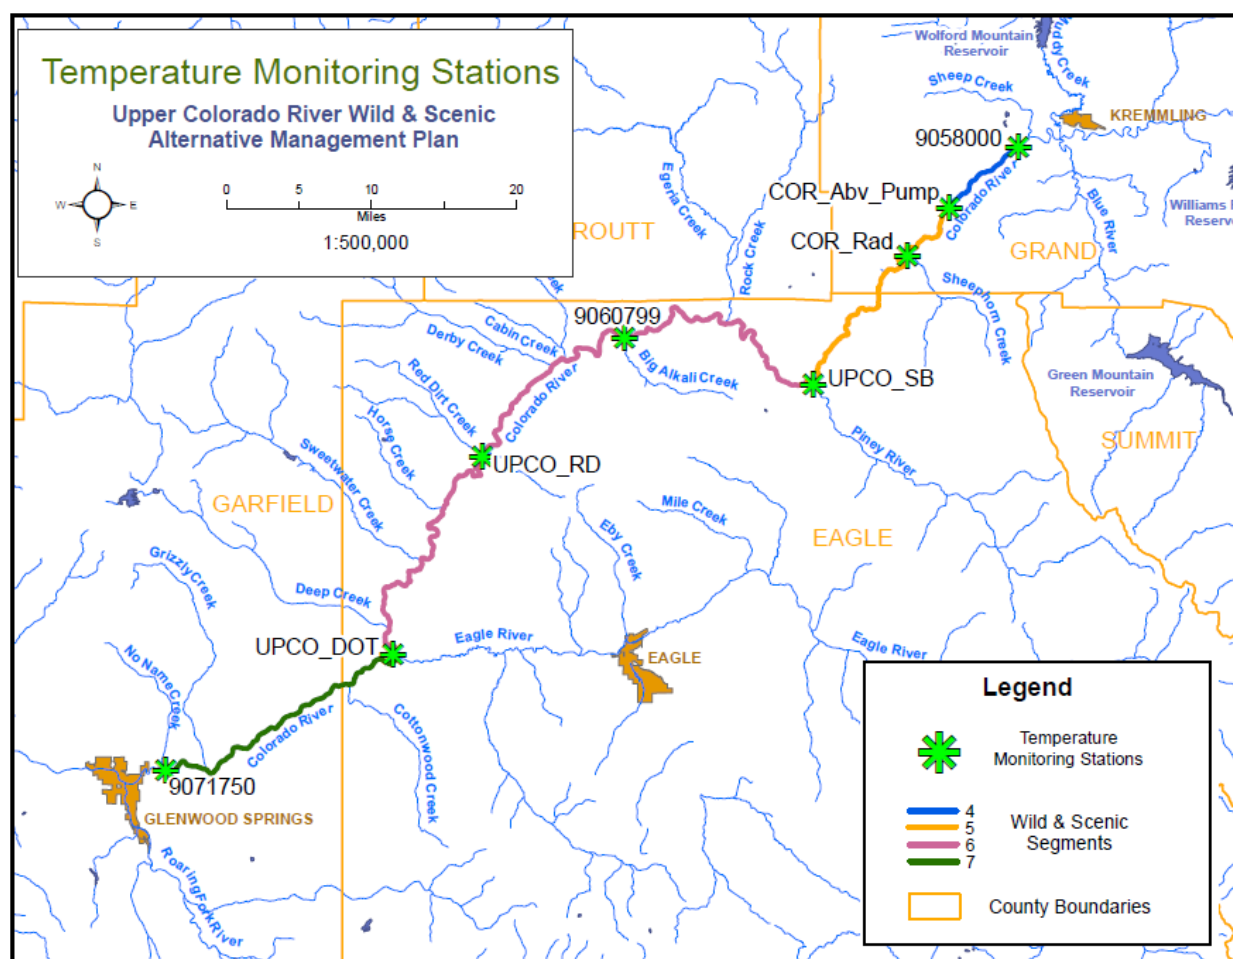 Temperature Monitoring Stations
Upper Colorado River Wild & Scenic
Alternative Management Plan
N
W
E
S
0
5
10
20
Miles
1:500,000
Wolford Mountain
Reservoir
Muddy Creek
Sheep Creek
KREMMLING
9058000
COR_Abv_Pump
Colorado River
Blue River
Williams
Reserv
Egeria Creek
ROUTT
COR_Rad
GRAND
Rock Creek
Sheephorn Creek
Creek
9060799
Cabin Creek
Derby Creek
Big Alkali Creek
UPCO_SB
Green Mountain
Reservoir
Red Dirt Creek
Colorado River
Horse Creek
SUMMIT
Piney River
Sweetwater Creek
UPCO_RD
GARFIELD
Mile Creek
Eby Creek
EAGLE
Grizzly Creek
Deep Creek
UPCO_DOT
Eagle River
EAGLE
Eagle River
No Name Creek
Colorado River
Cottonwood Creek
9071750
GLENWOOD SPRINGS
Roaring Fork River
Legend
Temperature
Monitoring Stations
4
5
6
7
Wild & Scenic
Segments
County Boundaries